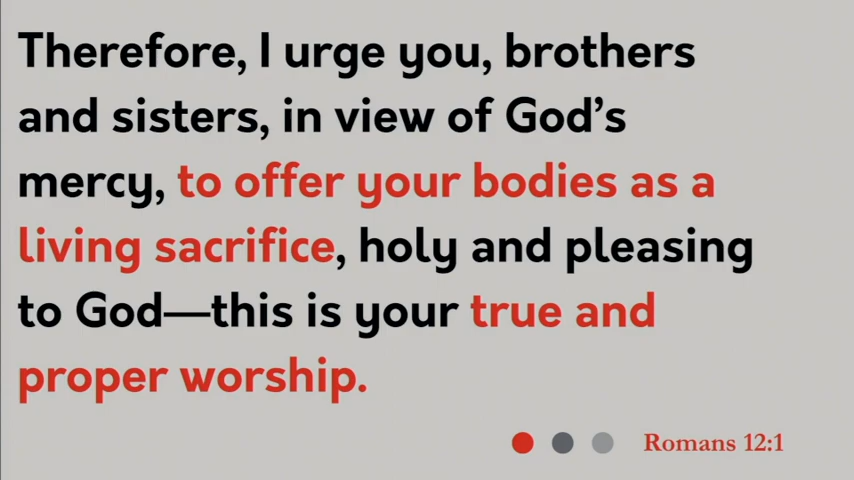 Therefore, I urge you, brothers
and sisters, in view of God’s
mercy, to offer your bodies as a
living sacrifice, holy and pleasing
to God—this is your true and
proper worship.
Romans 12:1